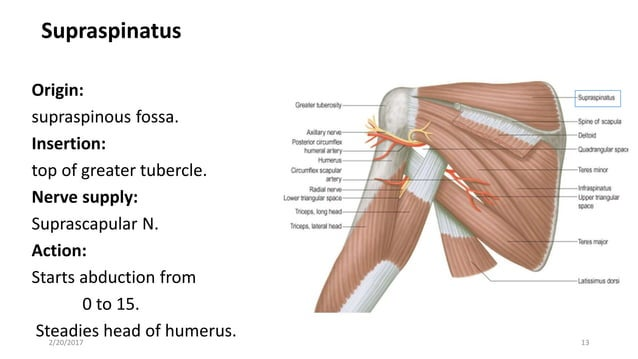 Supraspinatus
Origin:
supraspinous fossa.
Insertion:
top of greater tubercle.
Nerve supply:
Suprascapular N.
Action:
Starts abduction from
0 to 15.
Steadies head of humerus.
Greater tuberosity
Axillary nerve
Posterior circumflex
humeral artery
Humerus
Circumflex scapular
artery
Radial nerve
Lower triangular space
Triceps, long head
Triceps, lateral head
Supraspinatus
Spine of scapula
Deltoid
Quandrangular space
Teres minor
Infraspinatus
Upper triangular
space
Teres major
Latissimus dorsi
2/20/2017
13